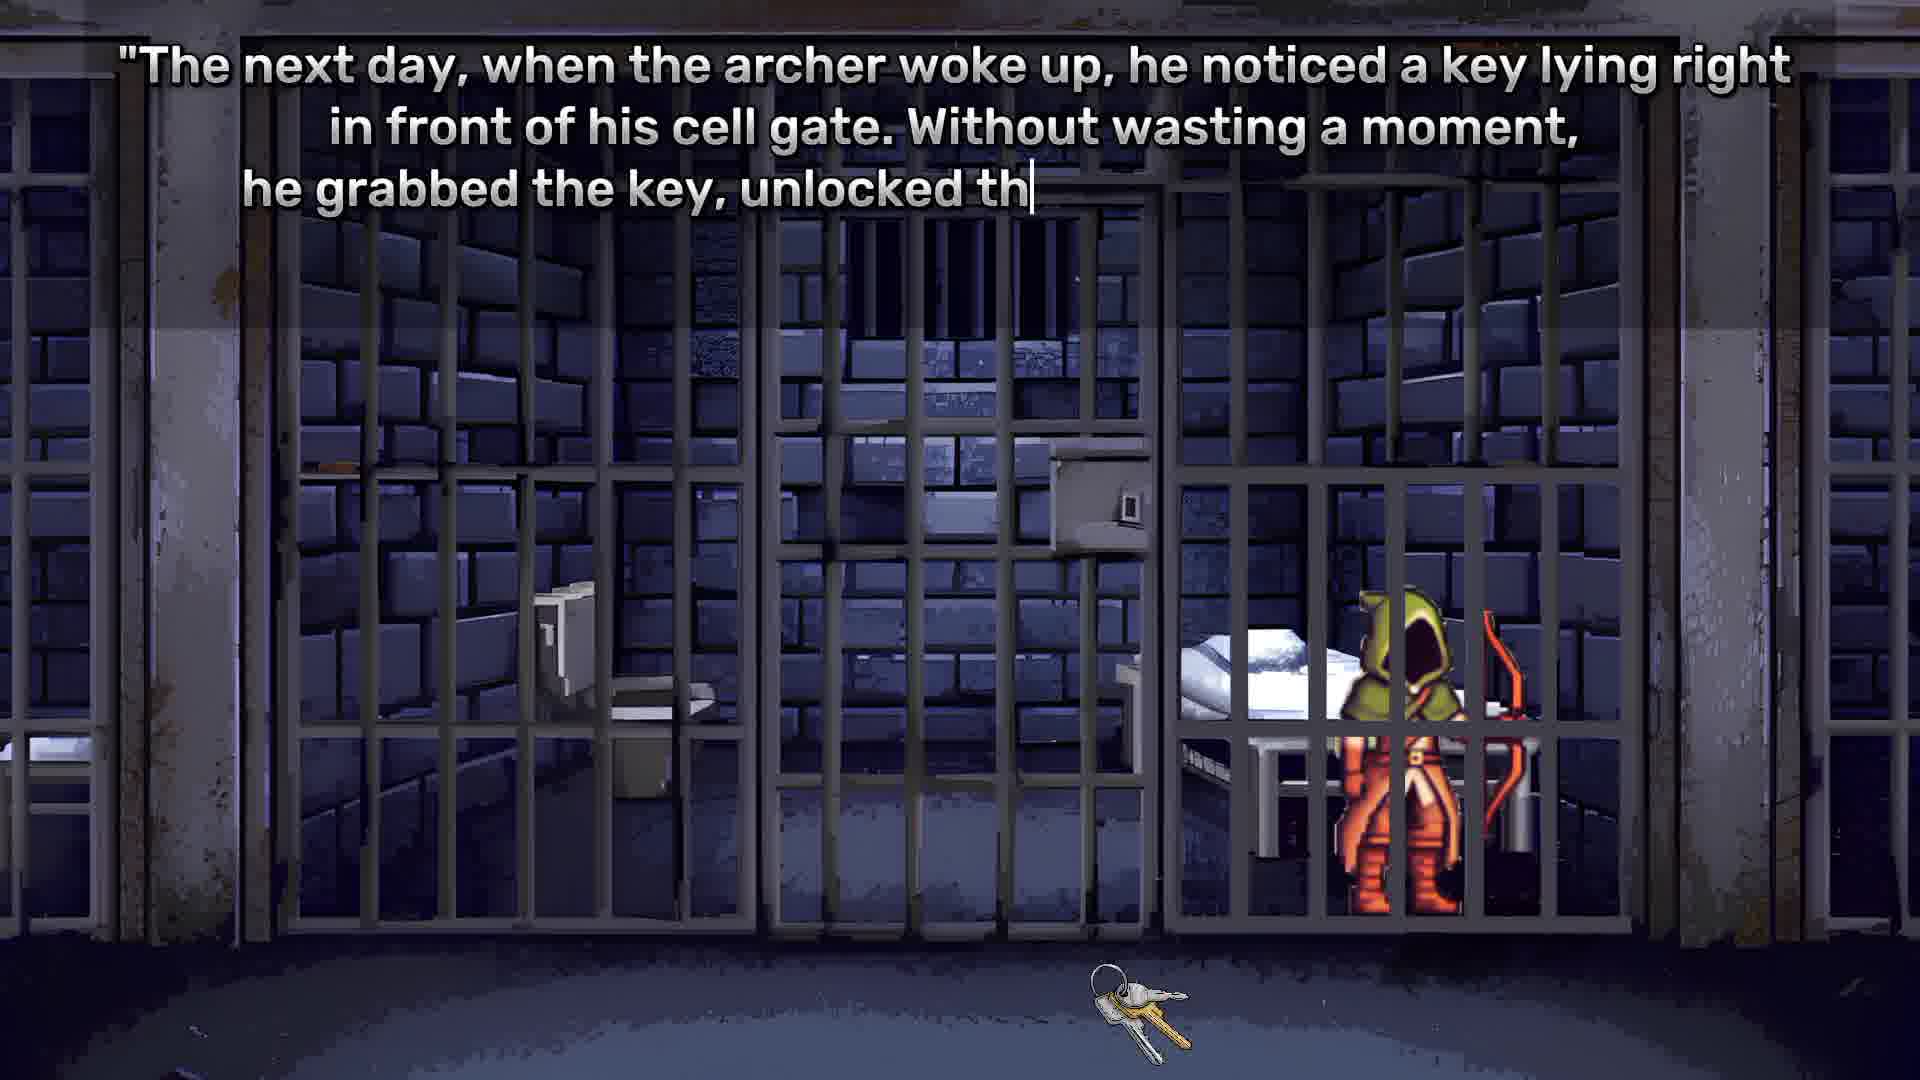 "The next day, when the archer woke up, he noticed a key lying right
in front of his cell gate. Without wasting a moment,
he grabbed the key, unlocked th